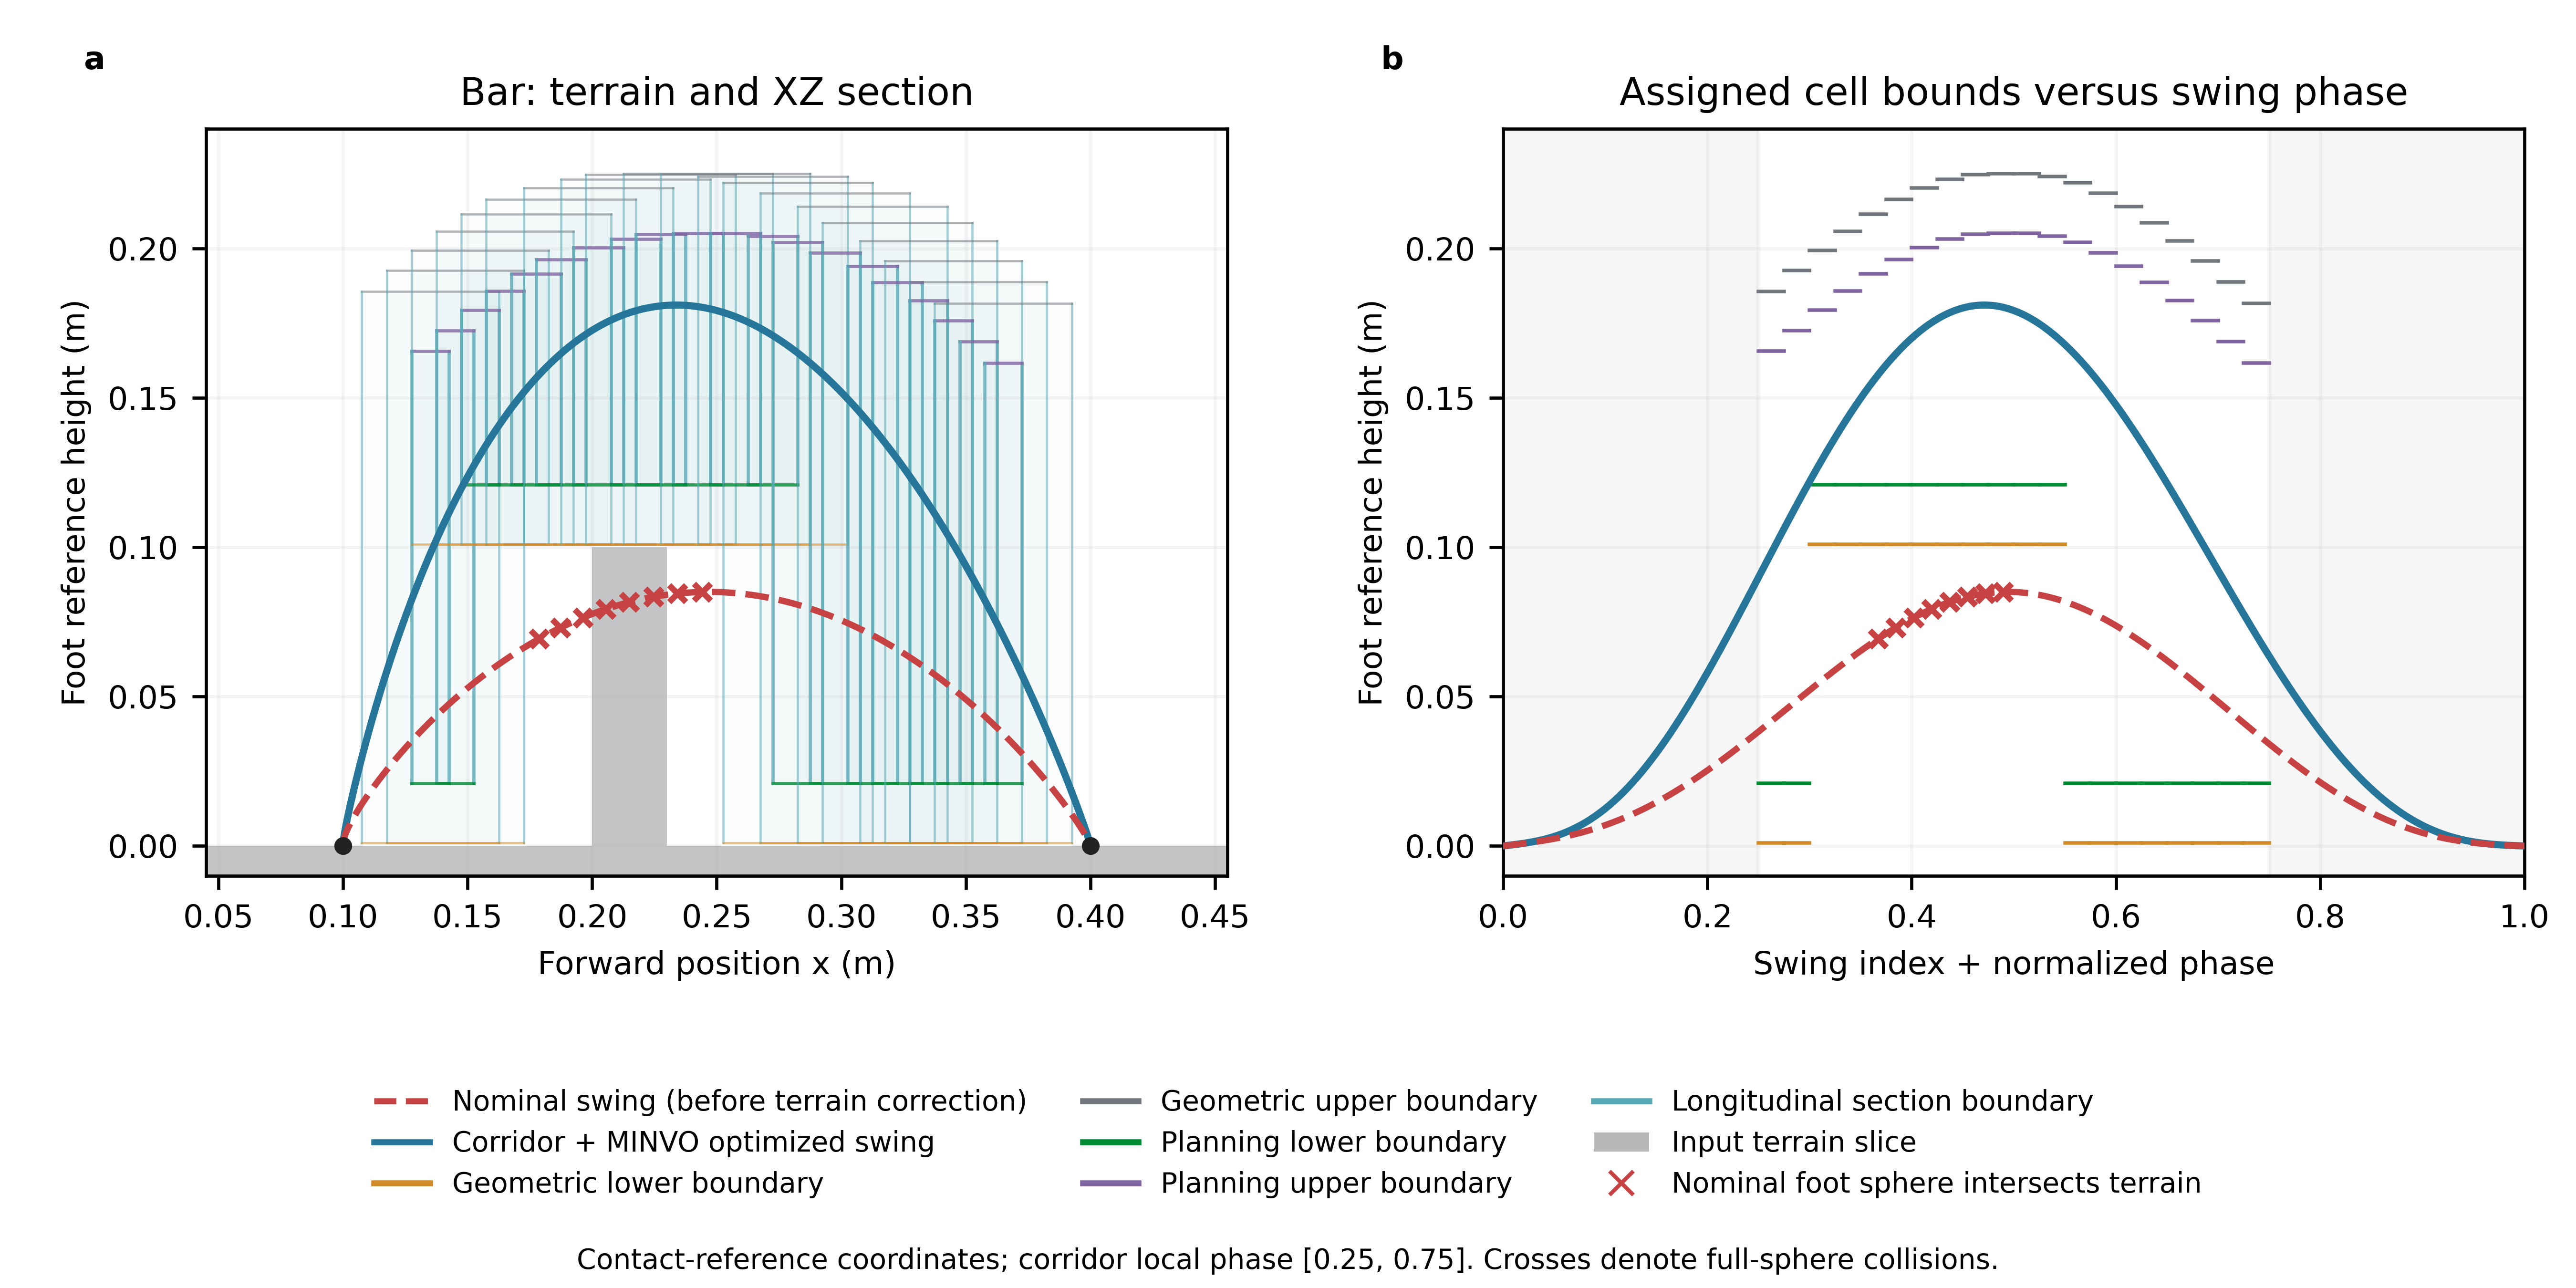 a
b
Bar: terrain and XZ section
Assigned cell bounds versus swing phase
Foot reference height (m)
0.20
0.15
0.10
0.05
0.00
0.05 0.10 0.15 0.20 0.25 0.30 0.35 0.40 0.45
Forward position x (m)
Foot reference height (m)
0.20
0.15
0.10
0.05
0.00
0.0 0.2 0.4 0.6 0.8 1.0
Swing index + normalized phase
Nominal swing (before terrain correction)
Corridor + MINVO optimized swing
Geometric lower boundary
Geometric upper boundary
Planning lower boundary
Planning upper boundary
Longitudinal section boundary
Input terrain slice
Nominal foot sphere intersects terrain
Contact-reference coordinates; corridor local phase [0.25, 0.75]. Crosses denote full-sphere collisions.